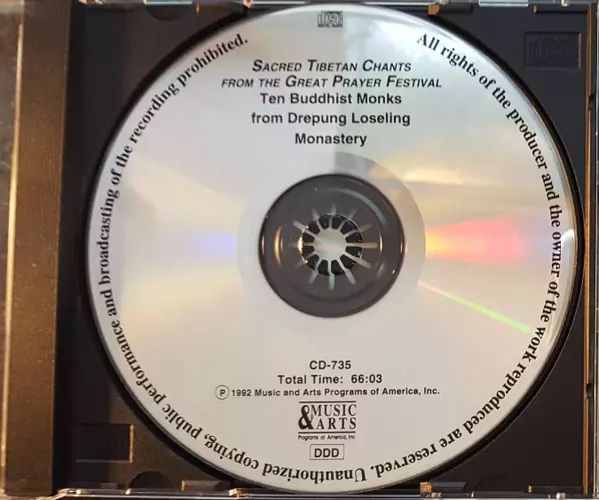 SACRED TIBETAN CHANTS
FROM THE GREAT PRAYER FESTIVAL
Ten Buddhist Monks
from Drepung Loseling
Monastery
CD-735
Total Time: 66:03
Ⓟ 1992 Music and Arts Programs of America, Inc.
MUSIC
& ARTS
Programs of America, Inc
DDD
All rights of the producer and the owner of the work reproduced are reserved. Unauthorized copying, public performance and broadcasting of the recording prohibited.